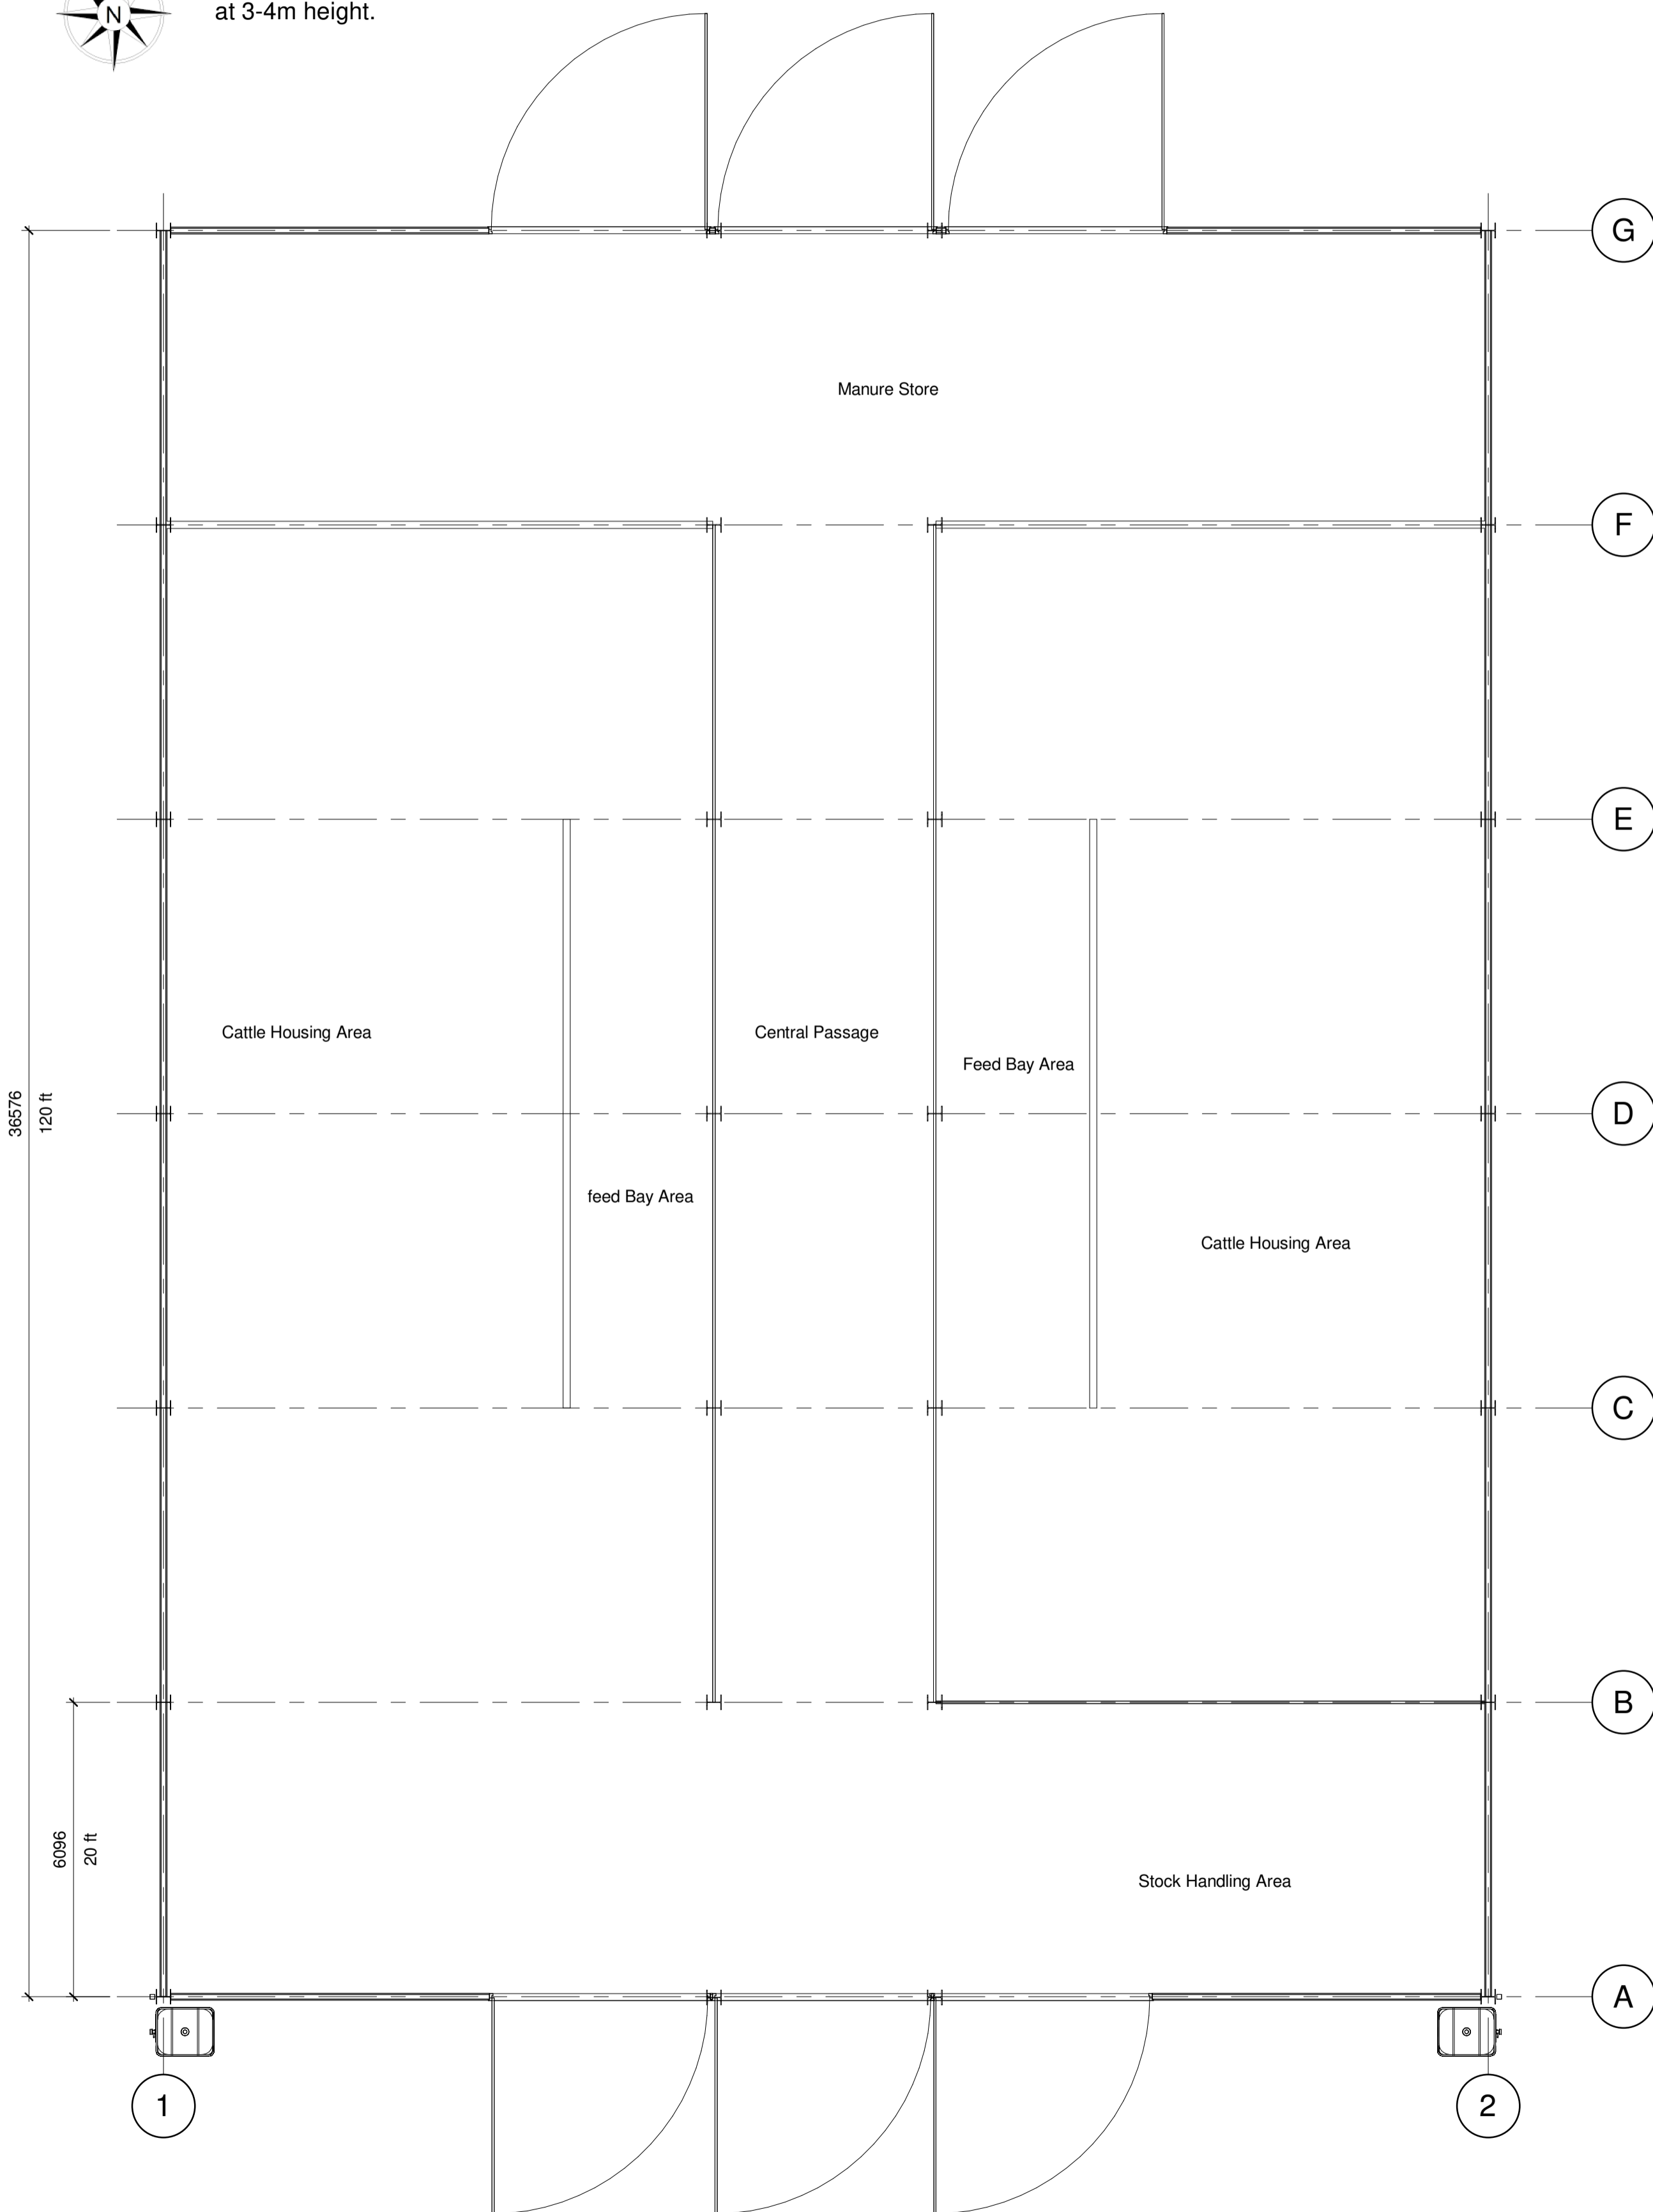 N
at 3-4m height.
G
Manure Store
F
E
Cattle Housing Area
Central Passage
Feed Bay Area
36576
120 ft
D
feed Bay Area
Cattle Housing Area
C
B
6096
20 ft
Stock Handling Area
A
1
2